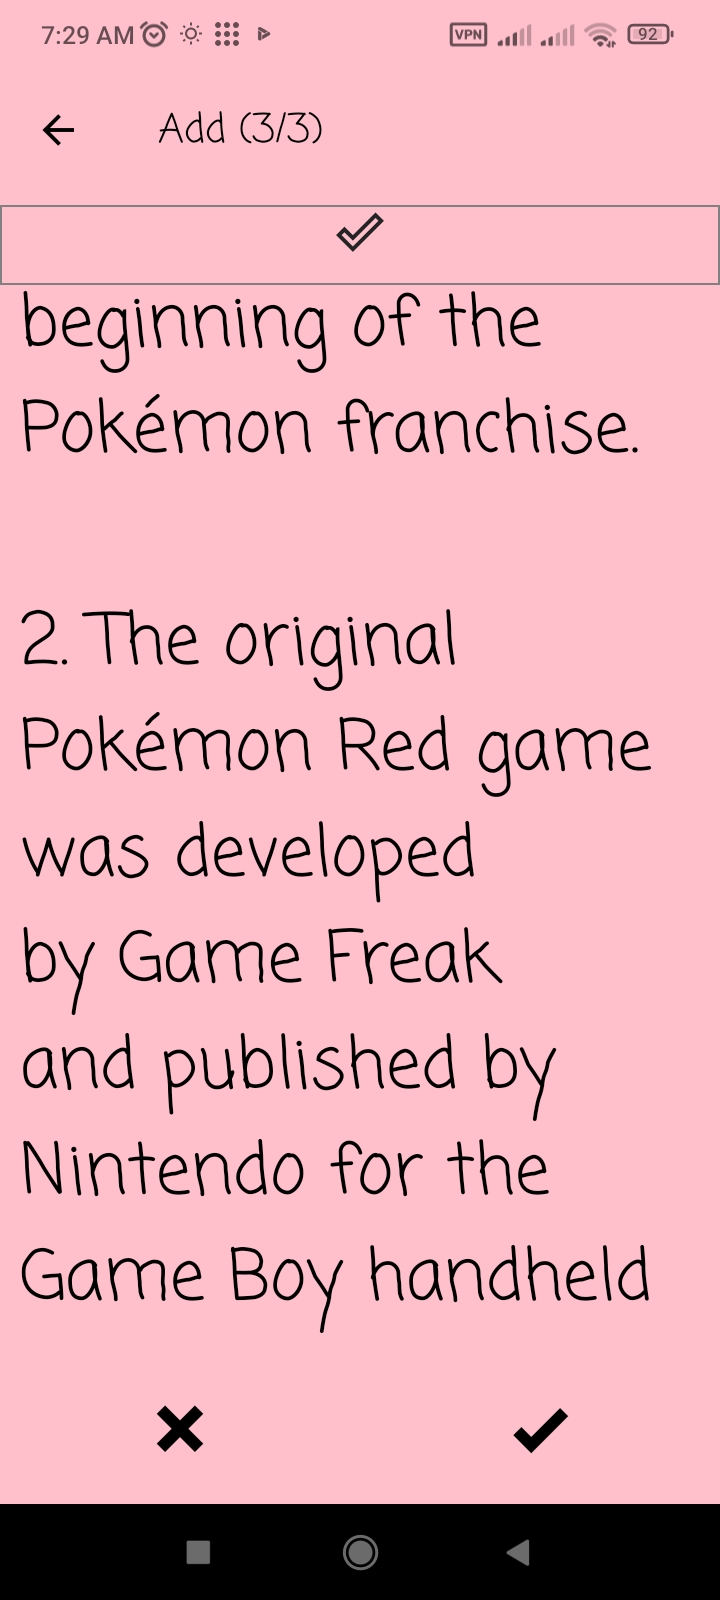 7:29 AM
VPN
92
Add (3/3)
beginning of the
Pokémon franchise.
2. The original
Pokémon Red game
was developed
by Game Freak
and published by
Nintendo for the
Game Boy handheld